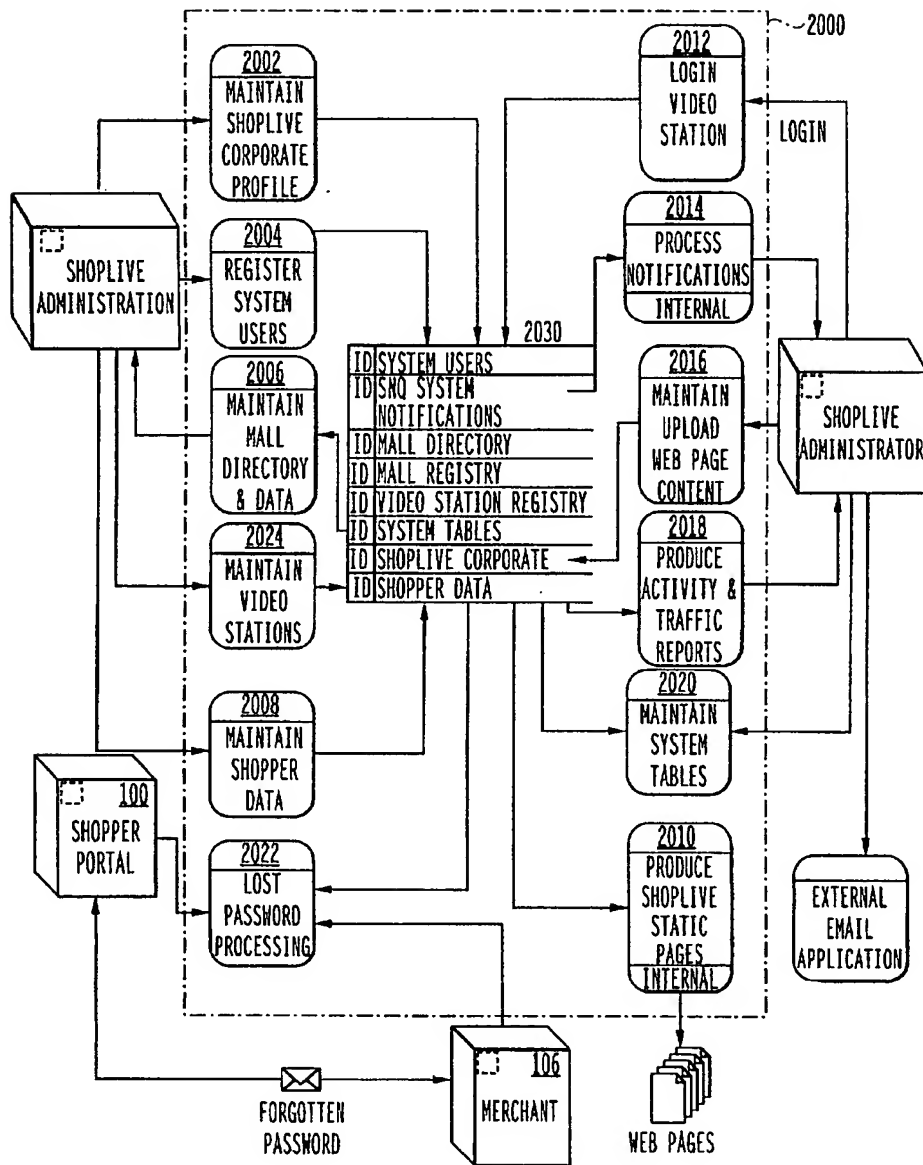 2000
2002
MAINTAIN
SHOPLIVE
CORPORATE
PROFILE
2012
LOGIN
VIDEO
STATION
LOGIN
SHOPLIVE
ADMINISTRATION
2004
REGISTER
SYSTEM
USERS
2014
PROCESS
NOTIFICATIONS
INTERNAL
2006
MAINTAIN
MALL
DIRECTORY
& DATA
2030
ID SYSTEM USERS
ID SNQ SYSTEM
NOTIFICATIONS
ID MALL DIRECTORY
ID MALL REGISTRY
ID VIDEO STATION REGISTRY
ID SYSTEM TABLES
ID SHOPLIVE CORPORATE
ID SHOPPER DATA
2016
MAINTAIN
UPLOAD
WEB PAGE
CONTENT
SHOPLIVE
ADMINISTRATOR
2024
MAINTAIN
VIDEO
STATIONS
2018
PRODUCE
ACTIVITY &
TRAFFIC
REPORTS
2008
MAINTAIN
SHOPPER
DATA
2020
MAINTAIN
SYSTEM
TABLES
100
SHOPPER
PORTAL
2022
LOST
PASSWORD
PROCESSING
2010
PRODUCE
SHOPLIVE
STATIC
PAGES
INTERNAL
EXTERNAL
EMAIL
APPLICATION
FORGOTTEN
PASSWORD
106
MERCHANT
WEB PAGES